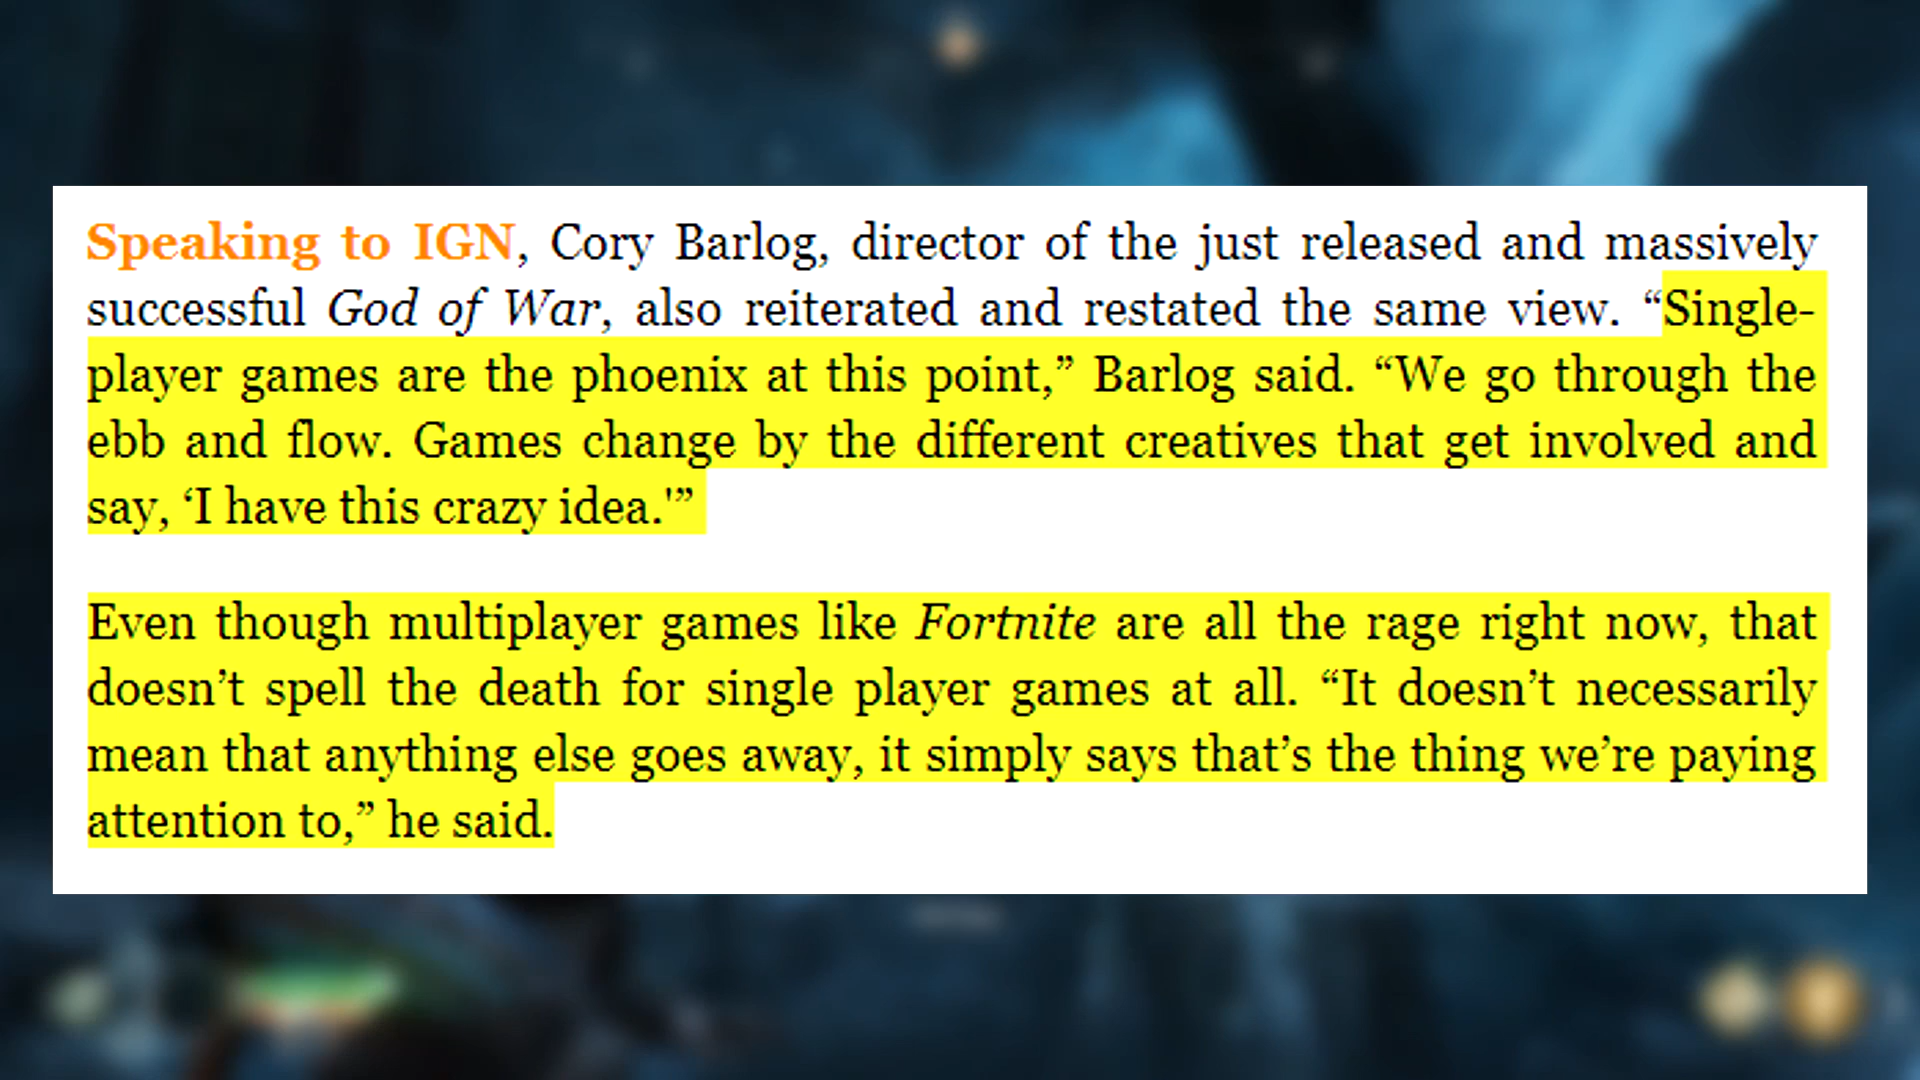 Speaking to IGN, Cory Barlog, director of the just released and massively
successful God of War, also reiterated and restated the same view. “Single-
player games are the phoenix at this point,” Barlog said. “We go through the
ebb and flow. Games change by the different creatives that get involved and
say, ‘I have this crazy idea.'”
Even though multiplayer games like Fortnite are all the rage right now, that
doesn’t spell the death for single player games at all. “It doesn’t necessarily
mean that anything else goes away, it simply says that’s the thing we’re paying
attention to,” he said.